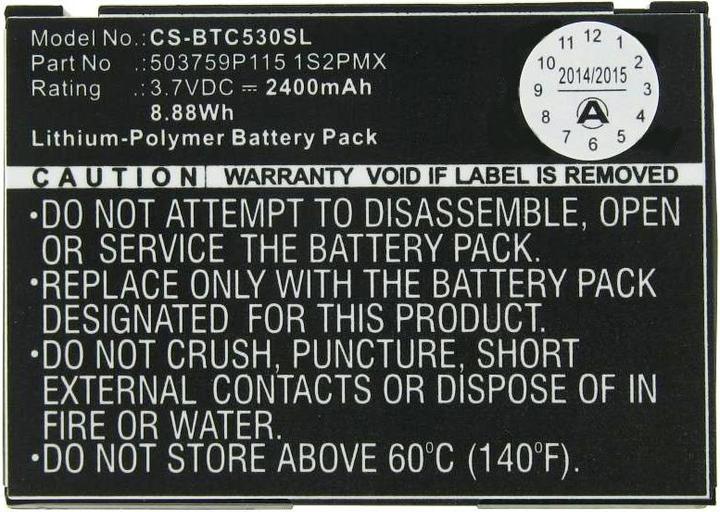 Model No.:CS-BTC530SL
Part No .:503759P115 1S2PMX
Rating .:3.7VDC ⎓ 2400mAh
8.88Wh
Lithium-Polymer Battery Pack
12
11 1
10 2
2014/2015
9 3
A
8 4
7 5
6
CAUTION WARRANTY VOID IF LABEL IS REMOVED
•DO NOT ATTEMPT TO DISASSEMBLE, OPEN
OR SERVICE THE BATTERY PACK.
•REPLACE ONLY WITH THE BATTERY PACK
DESIGNATED FOR THIS PRODUCT.
•DO NOT CRUSH, PUNCTURE, SHORT
EXTERNAL CONTACTS OR DISPOSE OF IN
FIRE OR WATER.
•DO NOT STORE ABOVE 60°C (140°F).